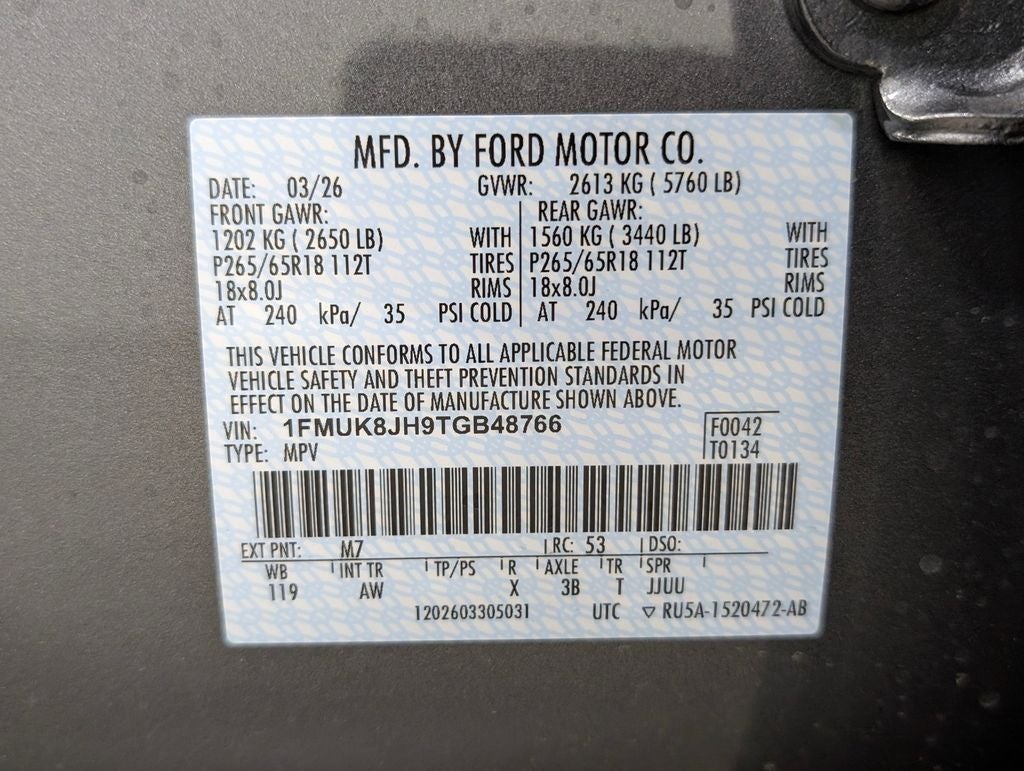 MFD. BY FORD MOTOR CO.
DATE: 03/26 GVWR: 2613 KG ( 5760 LB)
FRONT GAWR: REAR GAWR:
1202 KG ( 2650 LB) WITH 1560 KG ( 3440 LB) WITH
P265/65R18 112T TIRES P265/65R18 112T TIRES
18x8.0J RIMS 18x8.0J RIMS
AT 240 kPa/ 35 PSI COLD AT 240 kPa/ 35 PSI COLD
THIS VEHICLE CONFORMS TO ALL APPLICABLE FEDERAL MOTOR
VEHICLE SAFETY AND THEFT PREVENTION STANDARDS IN
EFFECT ON THE DATE OF MANUFACTURE SHOWN ABOVE.
VIN: 1FMUK8JH9TGB48766 F0042
TYPE: MPV T0134
EXT PNT: M7 RC: 53 DSO:
WB INT TR TP/PS R AXLE TR SPR
119 AW X 3B T JJUU
1202603305031 UTC ▽ RU5A-1520472-AB